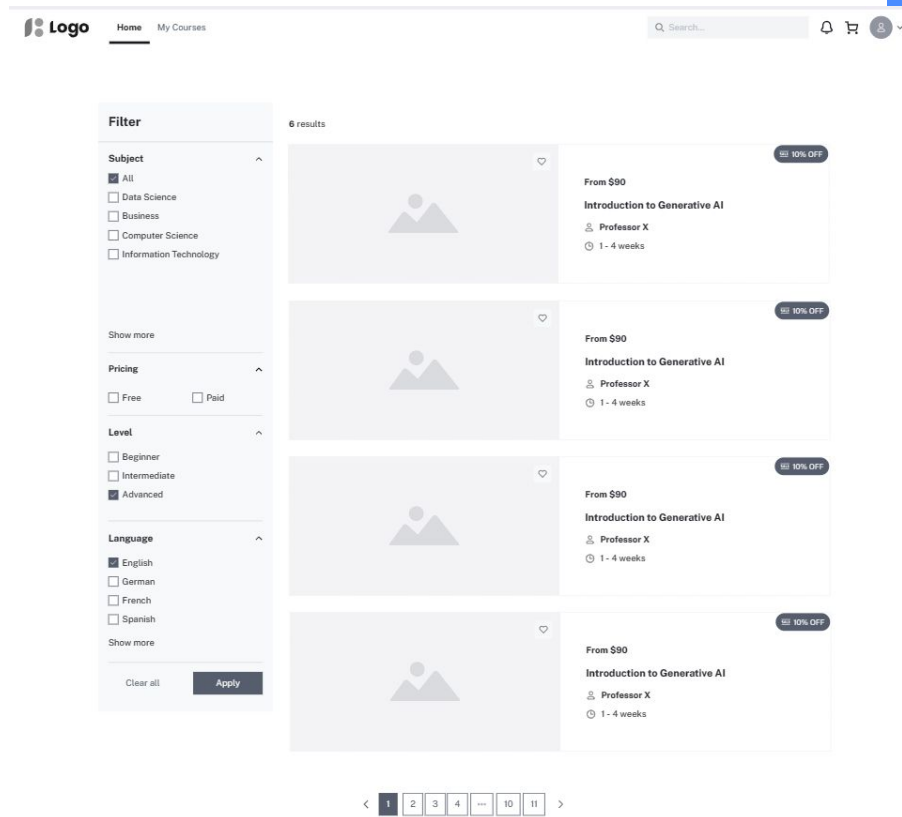 Logo
Home My Courses
Search...
Filter
6 results
Subject
All
Data Science
Business
Computer Science
Information Technology
Show more
Pricing
Free Paid
Level
Beginner
Intermediate
Advanced
Language
English
German
French
Spanish
Show more
Clear all Apply
10% OFF
From $90
Introduction to Generative AI
Professor X
1 - 4 weeks
10% OFF
From $90
Introduction to Generative AI
Professor X
1 - 4 weeks
10% OFF
From $90
Introduction to Generative AI
Professor X
1 - 4 weeks
10% OFF
From $90
Introduction to Generative AI
Professor X
1 - 4 weeks
1 2 3 4 ... 10 11